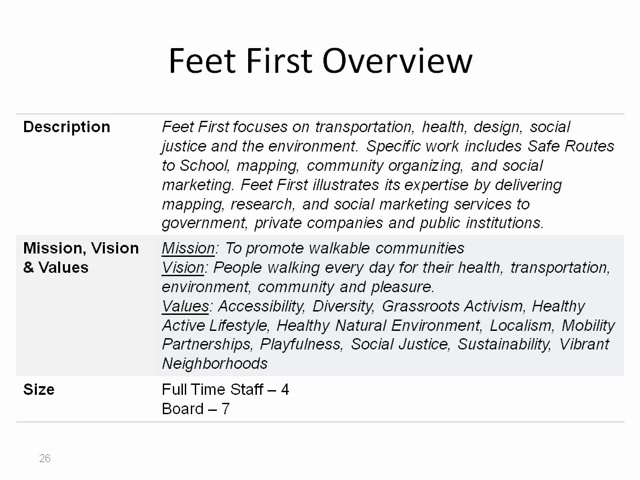 Feet First Overview
Description
Feet First focuses on transportation, health, design, social
justice and the environment. Specific work includes Safe Routes
to School, mapping, community organizing, and social
marketing. Feet First illustrates its expertise by delivering
mapping, research, and social marketing services to
government, private companies and public institutions.
Mission, Vision
& Values
Mission: To promote walkable communities
Vision: People walking every day for their health, transportation,
environment, community and pleasure.
Values: Accessibility, Diversity, Grassroots Activism, Healthy
Active Lifestyle, Healthy Natural Environment, Localism, Mobility
Partnerships, Playfulness, Social Justice, Sustainability, Vibrant
Neighborhoods
Size
Full Time Staff – 4
Board – 7
26